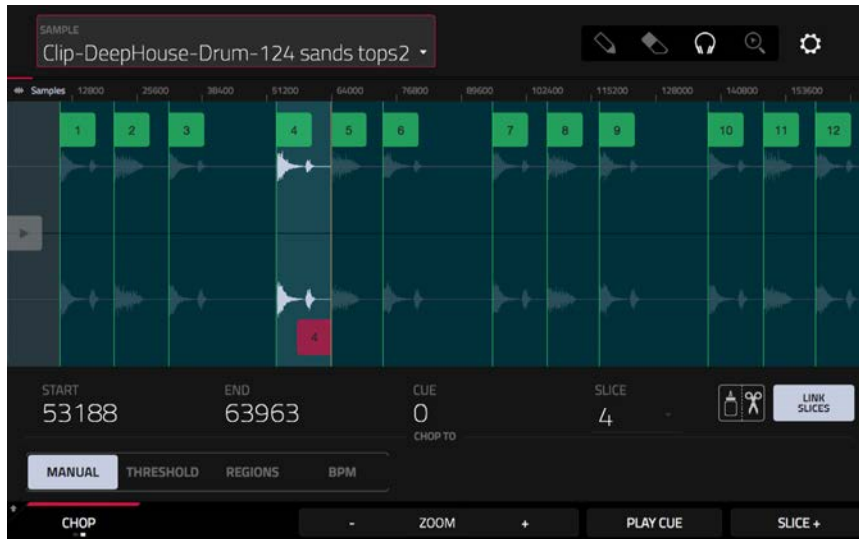 SAMPLE
Clip-DeepHouse-Drum-124 sands tops2
Samples 12800 25600 38400 51200 64000 76800 89600 102400 115200 128000 140800 153600
1 2 3 4 5 6 7 8 9 10 11 12
4
START END CUE SLICE
53188 63963 0 4
LINK SLICES
CHOP TO
MANUAL THRESHOLD REGIONS BPM
CHOP - ZOOM + PLAY CUE SLICE +